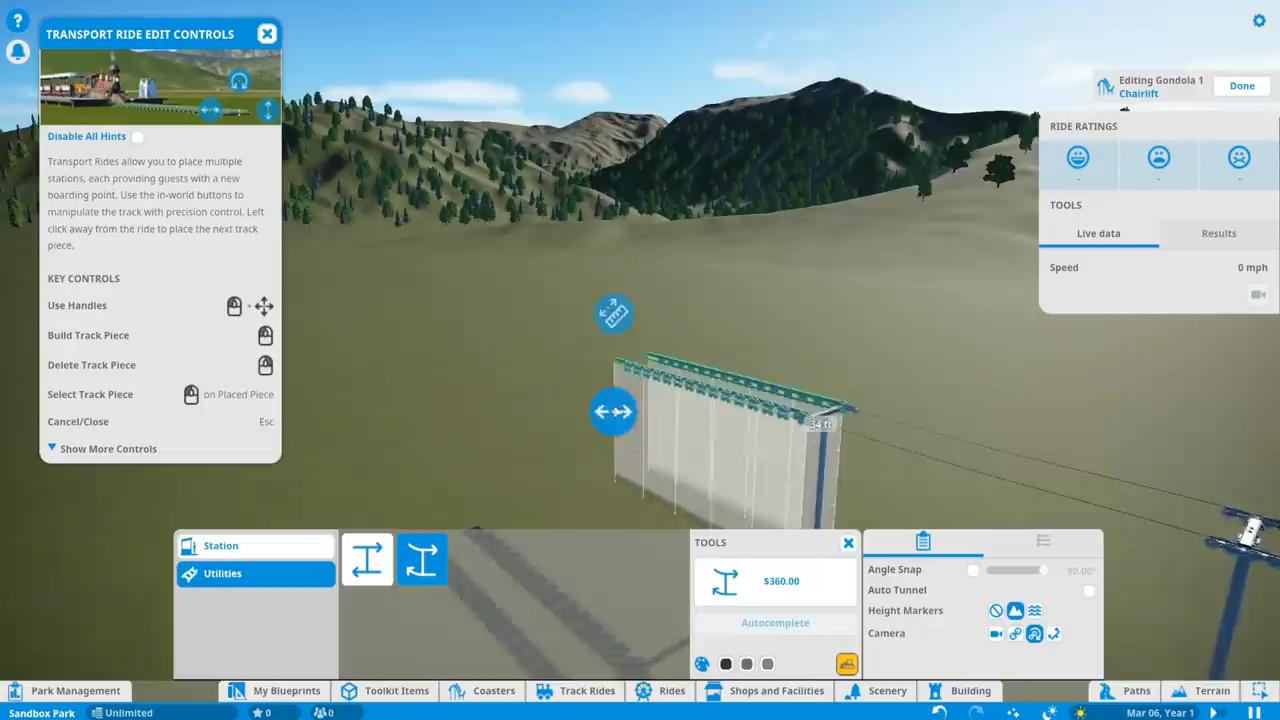 ?
TRANSPORT RIDE EDIT CONTROLS
Disable All Hints
Transport Rides allow you to place multiple
stations, each providing guests with a new
boarding point. Use the in-world buttons to
manipulate the track with precision control. Left
click away from the ride to place the next track
piece.
KEY CONTROLS
Use Handles
Build Track Piece
Delete Track Piece
Select Track Piece on Placed Piece
Cancel/Close Esc
Show More Controls
Editing Gondola 1
Chairlift
Done
RIDE RATINGS
- - -
TOOLS
Live data Results
Speed 0 mph
34 ft
Station
Utilities
TOOLS
$360.00
Autocomplete
Angle Snap 90.00°
Auto Tunnel
Height Markers
Camera
Park Management My Blueprints Toolkit Items Coasters Track Rides Rides Shops and Facilities Scenery Building Paths Terrain
Sandbox Park Unlimited 0 0 Mar 06, Year 1